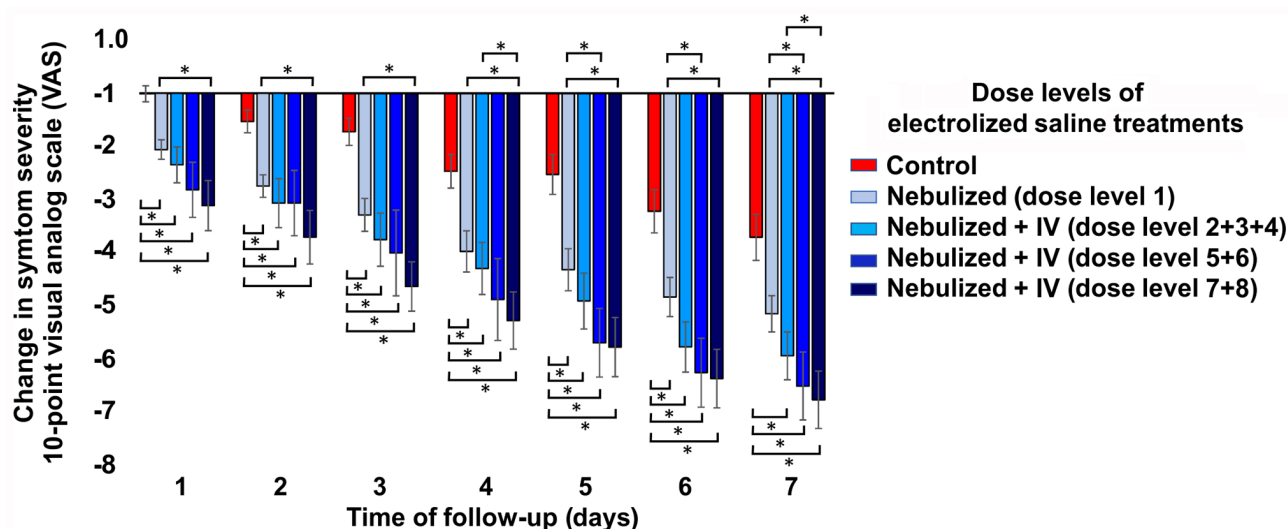 Change in symtom severity
10-point visual analog scale (VAS)
1.0
-1
-2
-3
-4
-5
-6
-7
-8
* * * * * * * * * * * * *
* * * *
* * * *
* * * *
* * * *
* * * *
* * * *
* * *
1 2 3 4 5 6 7
Time of follow-up (days)
Dose levels of
electrolized saline treatments
Control
Nebulized (dose level 1)
Nebulized + IV (dose level 2+3+4)
Nebulized + IV (dose level 5+6)
Nebulized + IV (dose level 7+8)